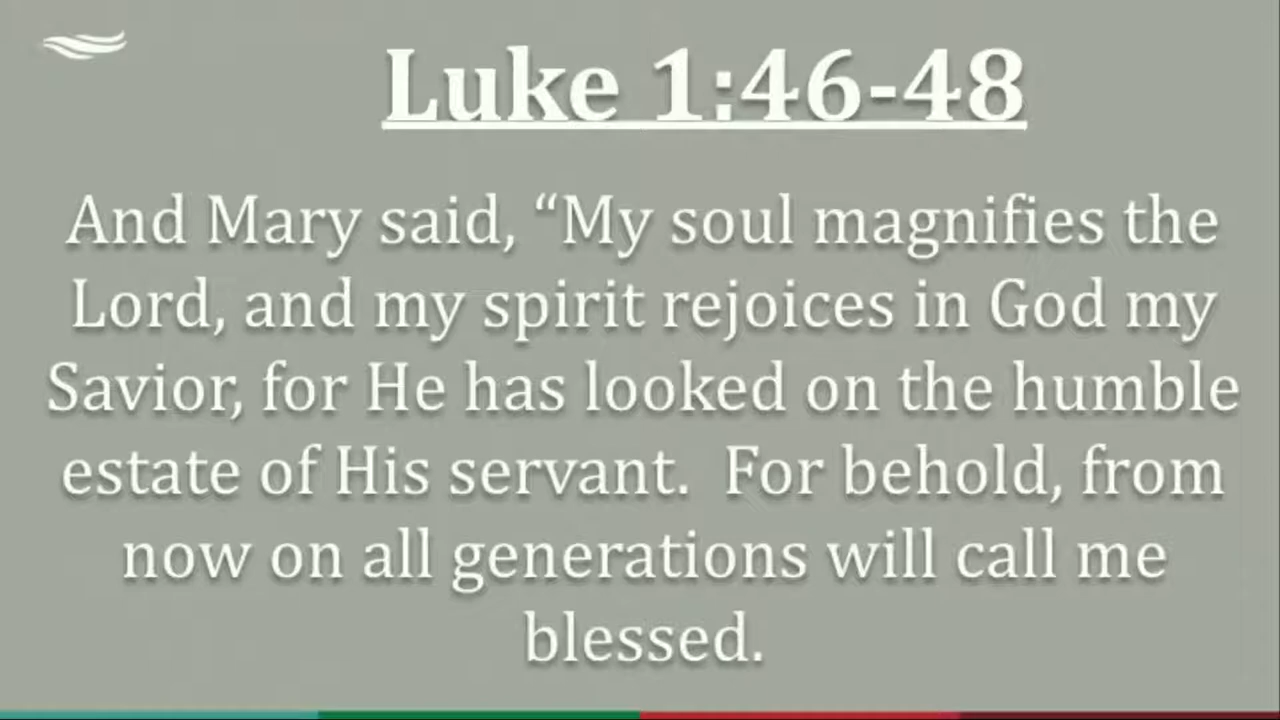 Luke 1:46-48
And Mary said, “My soul magnifies the
Lord, and my spirit rejoices in God my
Savior, for He has looked on the humble
estate of His servant.  For behold, from
now on all generations will call me
blessed.